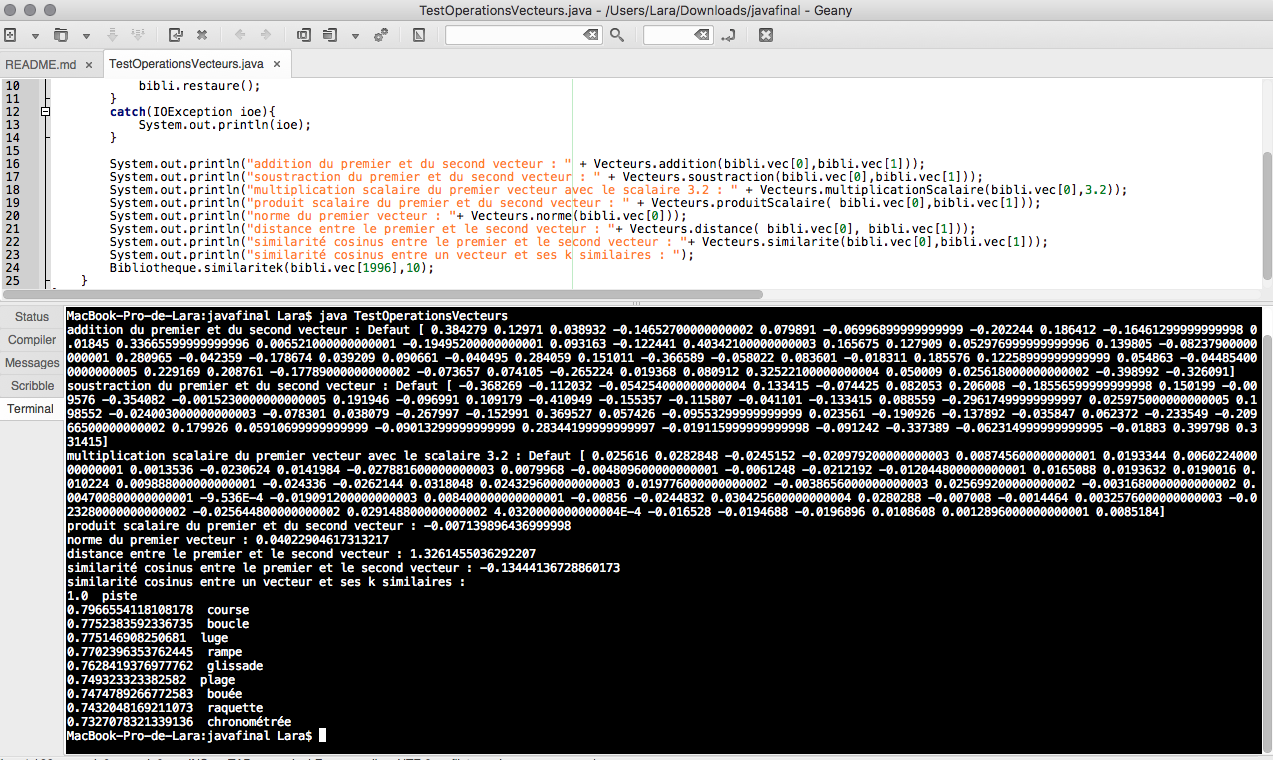 TestOperationsVecteurs.java - /Users/Lara/Downloads/javafinal - Geany
README.md × TestOperationsVecteurs.java ×
10 bibli.restaure();
11 }
12 catch(IOException ioe){
13 System.out.println(ioe);
14 }
15
16 System.out.println("addition du premier et du second vecteur : " + Vecteurs.addition(bibli.vec[0],bibli.vec[1]));
17 System.out.println("soustraction du premier et du second vecteur : " + Vecteurs.soustraction(bibli.vec[0],bibli.vec[1]));
18 System.out.println("multiplication scalaire du premier vecteur avec le scalaire 3.2 : " + Vecteurs.multiplicationScalaire(bibli.vec[0],3.2));
19 System.out.println("produit scalaire du premier et du second vecteur : " + Vecteurs.produitScalaire( bibli.vec[0],bibli.vec[1]));
20 System.out.println("norme du premier vecteur : "+ Vecteurs.norme(bibli.vec[0]));
21 System.out.println("distance entre le premier et le second vecteur : "+ Vecteurs.distance( bibli.vec[0], bibli.vec[1]));
22 System.out.println("similarité cosinus entre le premier et le second vecteur : "+ Vecteurs.similarite(bibli.vec[0],bibli.vec[1]));
23 System.out.println("similarité cosinus entre un vecteur et ses k similaires : ");
24 Bibliotheque.similaritek(bibli.vec[1996],10);
25 }
Status
Compiler
Messages
Scribble
Terminal
MacBook-Pro-de-Lara:javafinal Lara$ java TestOperationsVecteurs
addition du premier et du second vecteur : Defaut [ 0.384279 0.12971 0.038932 -0.14652700000000002 0.079891 -0.06996899999999999 -0.202244 0.186412 -0.16461299999999998 0
.01845 0.33665599999999996 0.006521000000000001 -0.19495200000000001 0.093163 -0.122441 0.40342100000000003 0.165675 0.127909 0.052976999999999996 0.139805 -0.08237900000
000001 0.280965 -0.042359 -0.178674 0.039209 0.090661 -0.040495 0.284059 0.151011 -0.366589 -0.058022 0.083601 -0.018311 0.185576 0.12258999999999999 0.054863 -0.04485400
0000000005 0.229169 0.208761 -0.17789000000000002 -0.073657 0.074105 -0.265224 0.019368 0.080912 0.32522100000000004 0.050009 0.025618000000000002 -0.398992 -0.326091]
soustraction du premier et du second vecteur : Defaut [ -0.368269 -0.112032 -0.054254000000000004 0.133415 -0.074425 0.082053 0.206008 -0.18556599999999998 0.150199 -0.00
9576 -0.354082 -0.0015230000000000005 0.191946 -0.096991 0.109179 -0.410949 -0.155357 -0.115807 -0.041101 -0.133415 0.088559 -0.29617499999999997 0.025975000000000005 0.1
98552 -0.024003000000000003 -0.078301 0.038079 -0.267997 -0.152991 0.369527 0.057426 -0.09553299999999999 0.023561 -0.190926 -0.137892 -0.035847 0.062372 -0.233549 -0.209
96500000000002 0.179926 0.05910699999999999 -0.09013299999999999 0.28344199999999997 -0.019115999999999998 -0.091242 -0.337389 -0.062314999999999995 -0.01883 0.399798 0.3
31415]
multiplication scalaire du premier vecteur avec le scalaire 3.2 : Defaut [ 0.025616 0.0282848 -0.0245152 -0.020979200000000003 0.008745600000000001 0.0193344 0.0060224000
00000001 0.0013536 -0.0230624 0.0141984 -0.027881600000000003 0.0079968 -0.004809600000000001 -0.0061248 -0.0212192 -0.012044800000000001 0.0165088 0.0193632 0.0190016 0.
010224 0.009888000000000001 -0.024336 -0.0262144 0.0318048 0.024329600000000003 0.019776000000000002 -0.003865600000000003 0.025699200000000002 -0.0031680000000000002 0.0
004700800000000001 -9.536E-4 -0.019091200000000003 0.008400000000000001 -0.00856 -0.0244832 0.030425600000000004 0.0280288 -0.007008 -0.0014464 0.0032576000000000003 -0.0
23280000000000002 -0.025644800000000002 0.029148800000000002 4.0320000000000004E-4 -0.016528 -0.0194688 -0.0196896 0.0108608 0.0012896000000000001 0.0085184]
produit scalaire du premier et du second vecteur : -0.007139896436999998
norme du premier vecteur : 0.04022904617313217
distance entre le premier et le second vecteur : 1.3261455036292207
similarité cosinus entre le premier et le second vecteur : -0.13444136728860173
similarité cosinus entre un vecteur et ses k similaires :
1.0 piste
0.7966554118108178 course
0.7752383592336735 boucle
0.775146908250681 luge
0.7702396353762445 rampe
0.7628419376977762 glissade
0.749323323382582 plage
0.7474789266772583 bouée
0.7432048169211073 raquette
0.7327078321339136 chronométrée
MacBook-Pro-de-Lara:javafinal Lara$